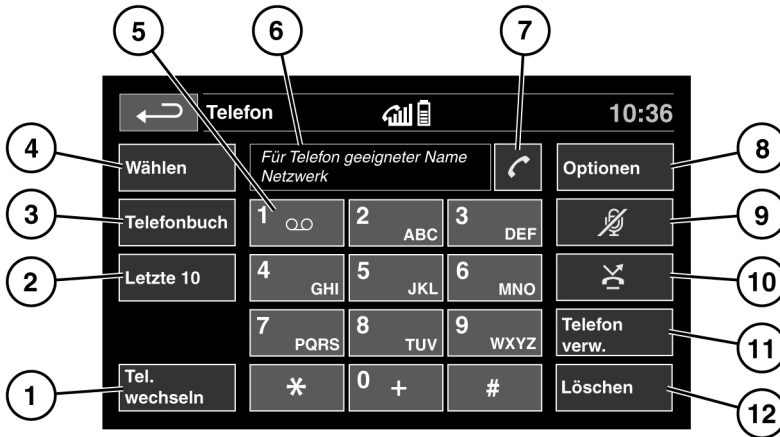 5
6
7
Telefon
10:36
4
Wählen
Für Telefon geeigneter Name
Netzwerk
Optionen
8
3
Telefonbuch
1
2 ABC
3 DEF
9
2
Letzte 10
4 GHI
5 JKL
6 MNO
10
7 PQRS
8 TUV
9 WXYZ
Telefon
verw.
11
1
Tel.
wechseln
*
0 +
#
Löschen
12